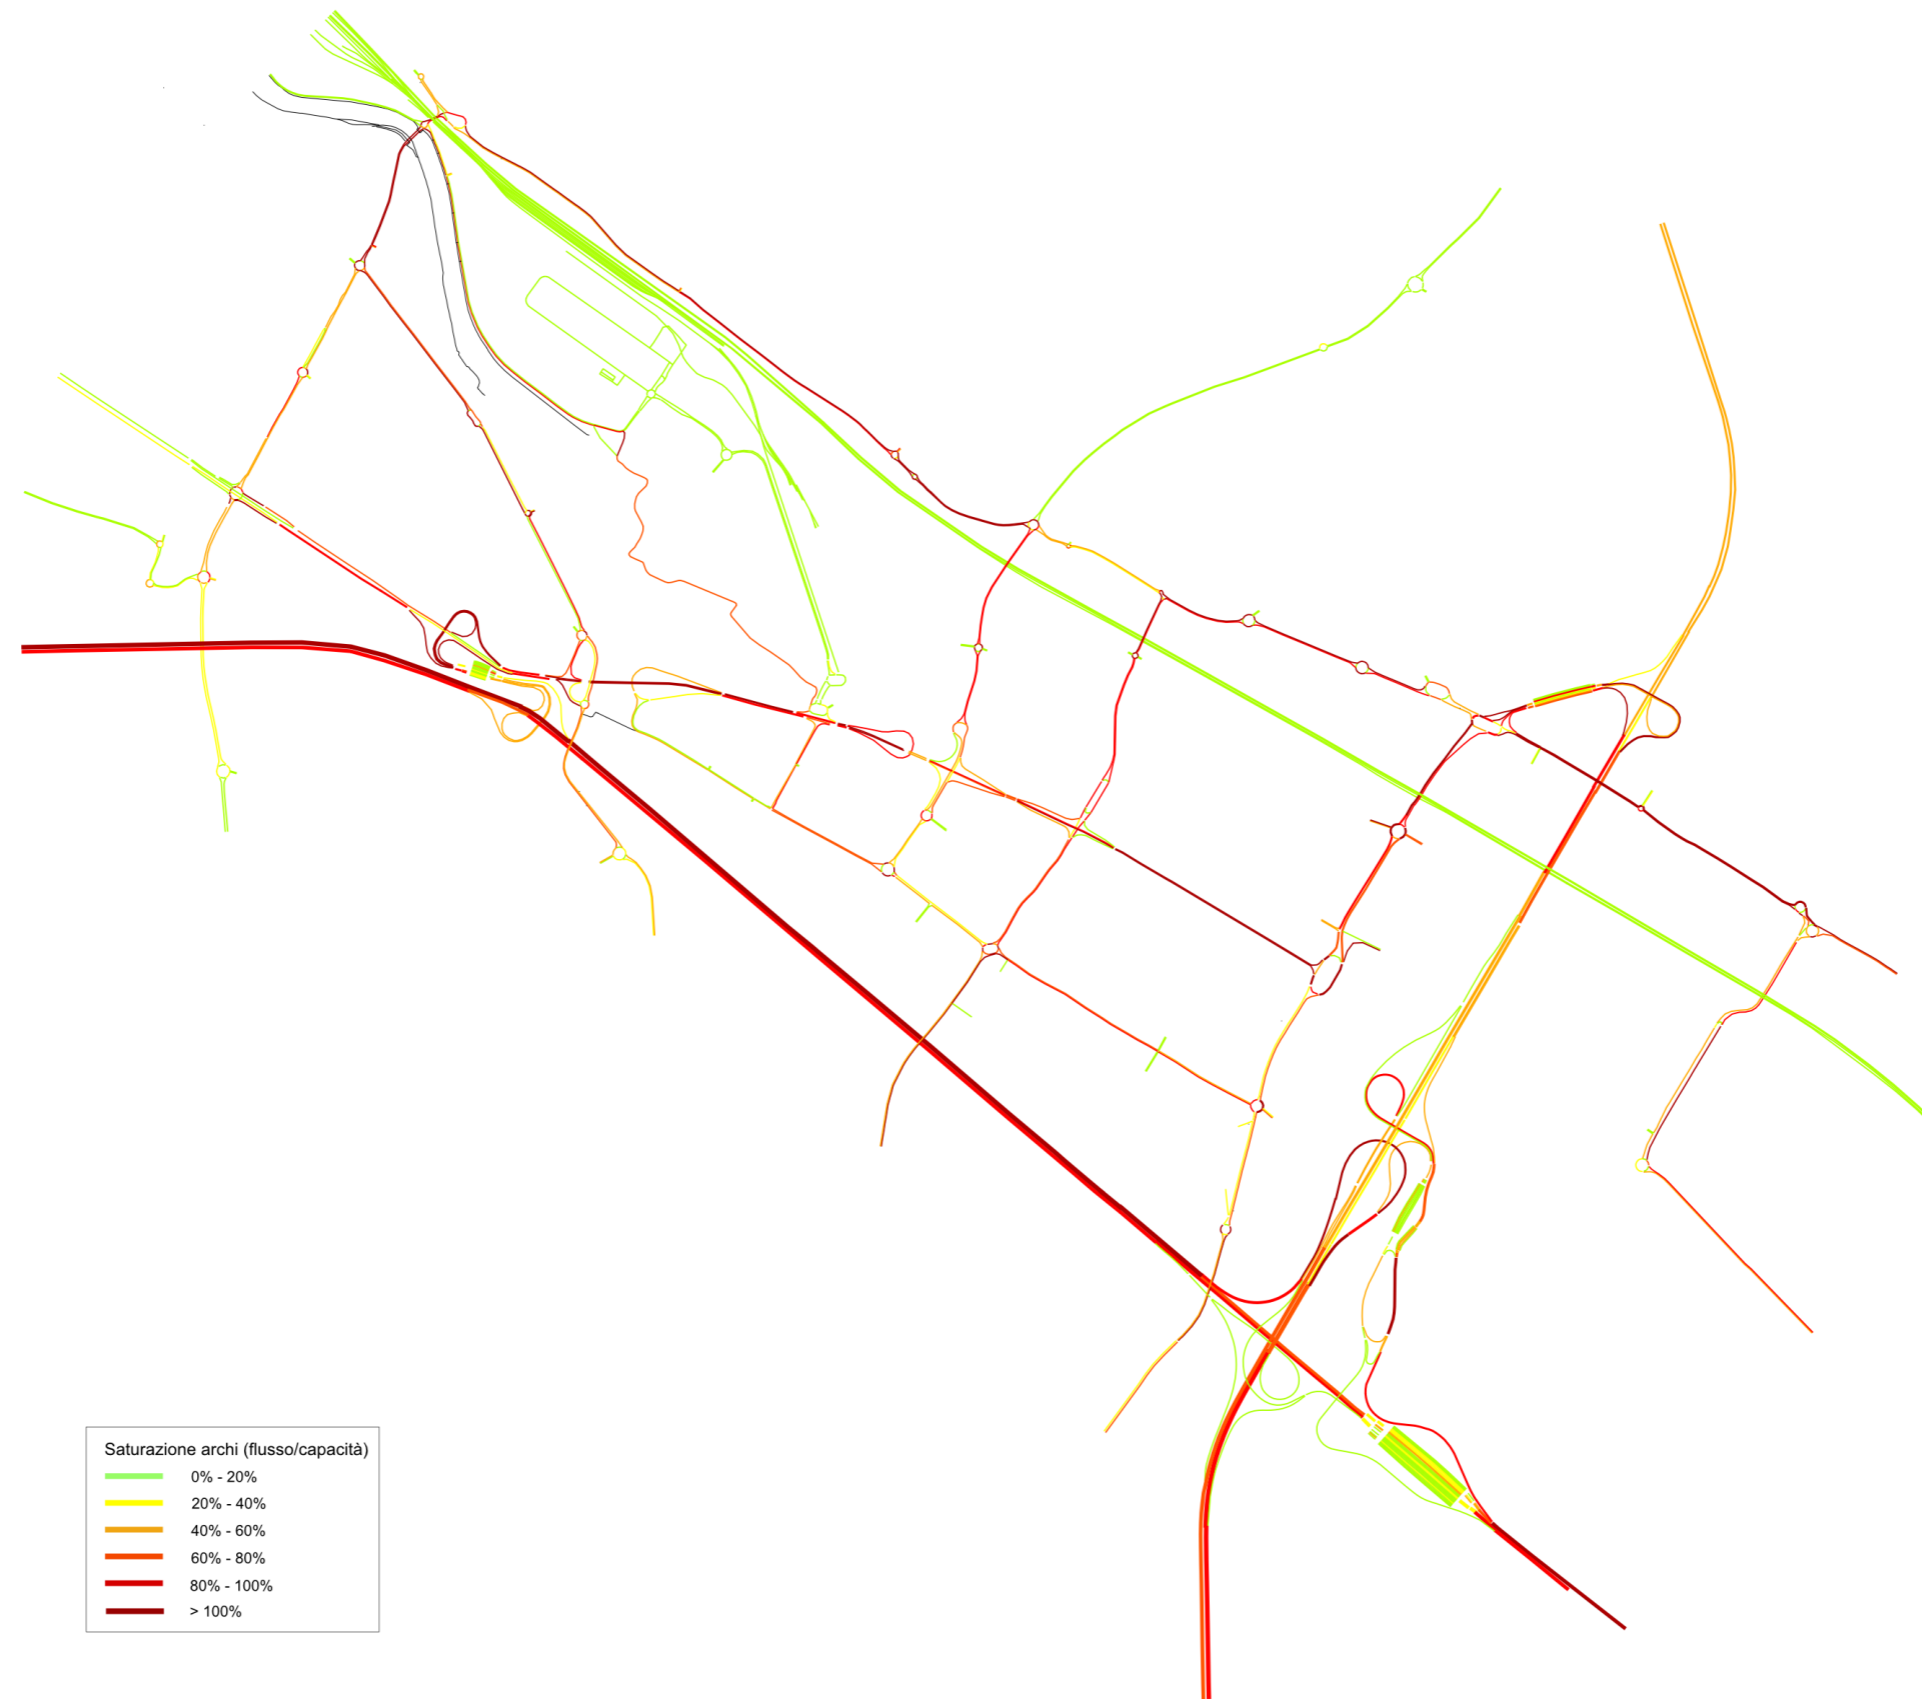 Saturazione archi (flusso/capacità)
0% - 20%
20% - 40%
40% - 60%
60% - 80%
80% - 100%
> 100%